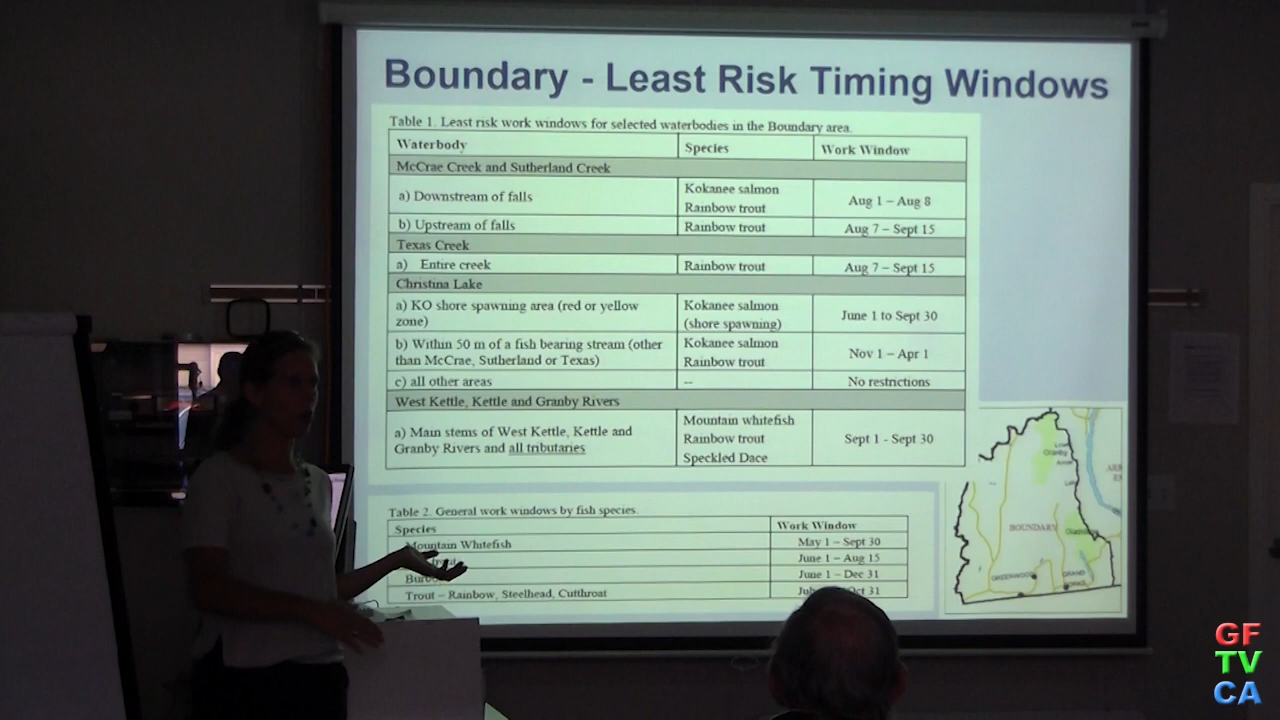 Boundary - Least Risk Timing Windows
Table 1. Least risk work windows for selected waterbodies in the Boundary area.
Waterbody Species Work Window
McCrae Creek and Sutherland Creek
a) Downstream of falls Kokanee salmon Rainbow trout Aug 1 – Aug 8
b) Upstream of falls Rainbow trout Aug 7 – Sept 15
Texas Creek
a) Entire creek Rainbow trout Aug 7 – Sept 15
Christina Lake
a) KO shore spawning area (red or yellow
zone) Kokanee salmon
(shore spawning) June 1 to Sept 30
b) Within 50 m of a fish bearing stream (other
than McCrae, Sutherland or Texas) Kokanee salmon
Rainbow trout Nov 1 – Apr 1
c) all other areas -- No restrictions
West Kettle, Kettle and Granby Rivers
a) Main stems of West Kettle, Kettle and
Granby Rivers and all tributaries Mountain whitefish
Rainbow trout
Speckled Dace Sept 1 - Sept 30
Table 2. General work windows by fish species.
Species Work Window
Mountain Whitefish May 1 – Sept 30
June 1 – Aug 15
June 1 – Dec 31
Trout – Rainbow, Steelhead, Cutthroat Oct 31
Granby
BOUNDARY
GREENWOOD
GRAND
FORKS
GF
TV
CA